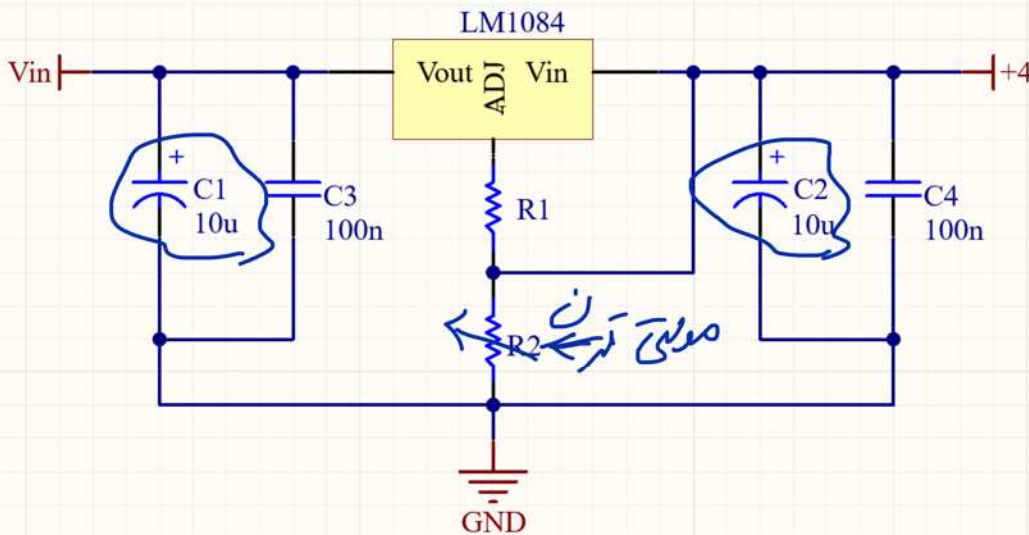 LM1084
Vin
Vout
ADJ
Vin
+4
+
C1
10u
C3
100n
R1
+
C2
10u
C4
100n
R2
مولتی ترن
GND